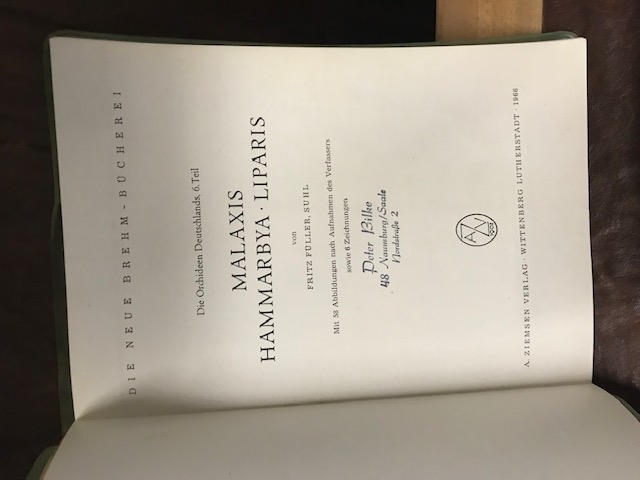 DIE NEUE BREHM-BÜCHEREI
Die Orchideen Deutschlands, 6. Teil
MALAXIS
HAMMARBYA · LIPARIS
von
FRITZ FÜLLER, SUHL
Mit 58 Abbildungen nach Aufnahmen des Verfassers
sowie 6 Zeichnungen
Peter Bilke
48 Naumburg/Saale
Nordstraße 2
A. ZIEMSEN VERLAG · WITTENBERG LUTHERSTADT · 1966